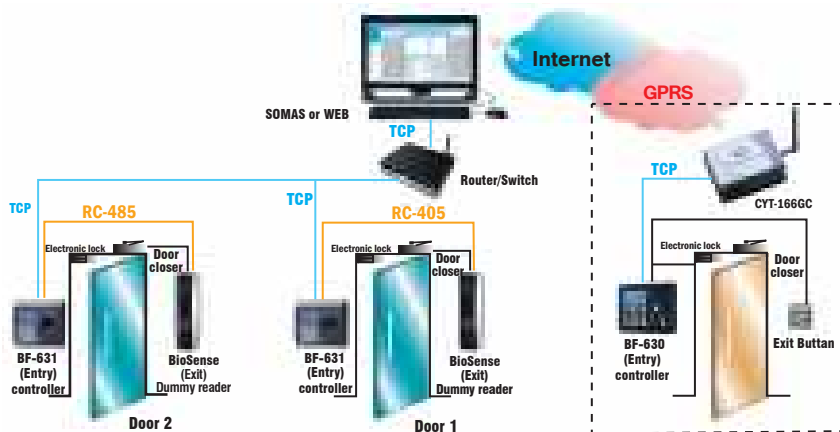 Internet
GPRS
SOMAS or WEB
TCP
Router/Switch
TCP
CYT-166GC
TCP
RC-485
TCP
RC-405
Electronic lock
Door
closer
Electronic lock
Door
closer
Electronic lock
Door
closer
BF-631
(Entry)
controller
BioSense
(Exit)
Dummy reader
BF-631
(Entry)
controller
BioSense
(Exit)
Dummy reader
BF-630
(Entry)
controller
Exit Buttan
Door 2
Door 1